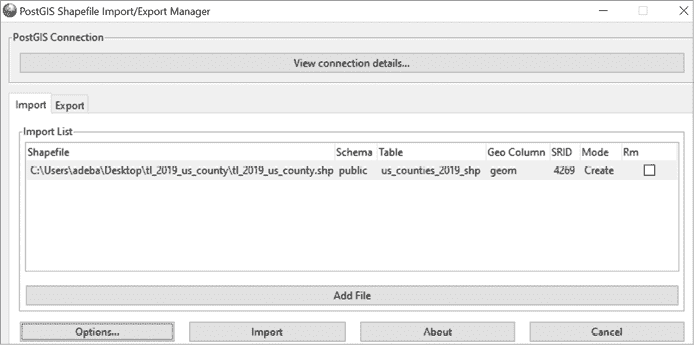 PostGIS Shapefile Import/Export Manager
PostGIS Connection
View connection details...
Import Export
Import List
Shapefile Schema Table Geo Column SRID Mode Rm
C:\Users\adeba\Desktop\tl_2019_us_county\tl_2019_us_county.shp public us_counties_2019_shp geom 4269 Create
Add File
Options... Import About Cancel